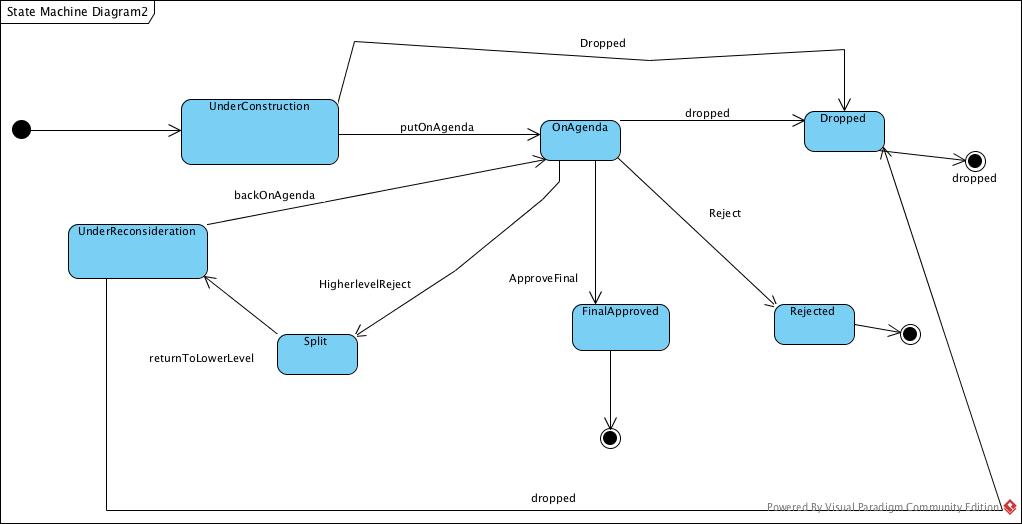 State Machine Diagram2
Dropped
UnderConstruction
putOnAgenda
OnAgenda
dropped
Dropped
dropped
backOnAgenda
UnderReconsideration
Reject
HigherlevelReject
ApproveFinal
FinalApproved
Rejected
Split
returnToLowerLevel
dropped
Powered By Visual Paradigm Community Edition